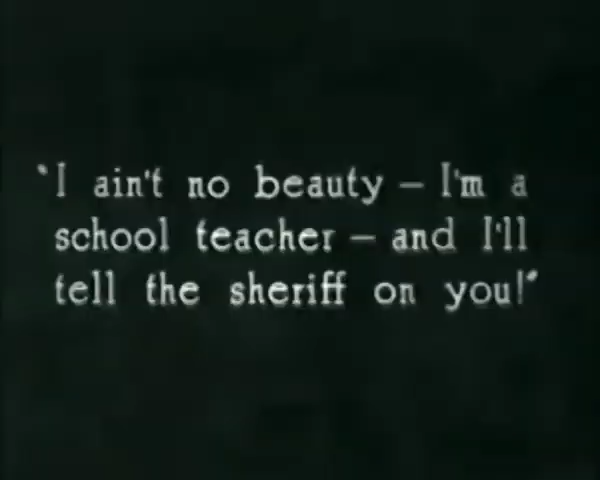 "I ain't no beauty — I'm a
school teacher — and I'll
tell the sheriff on you!"